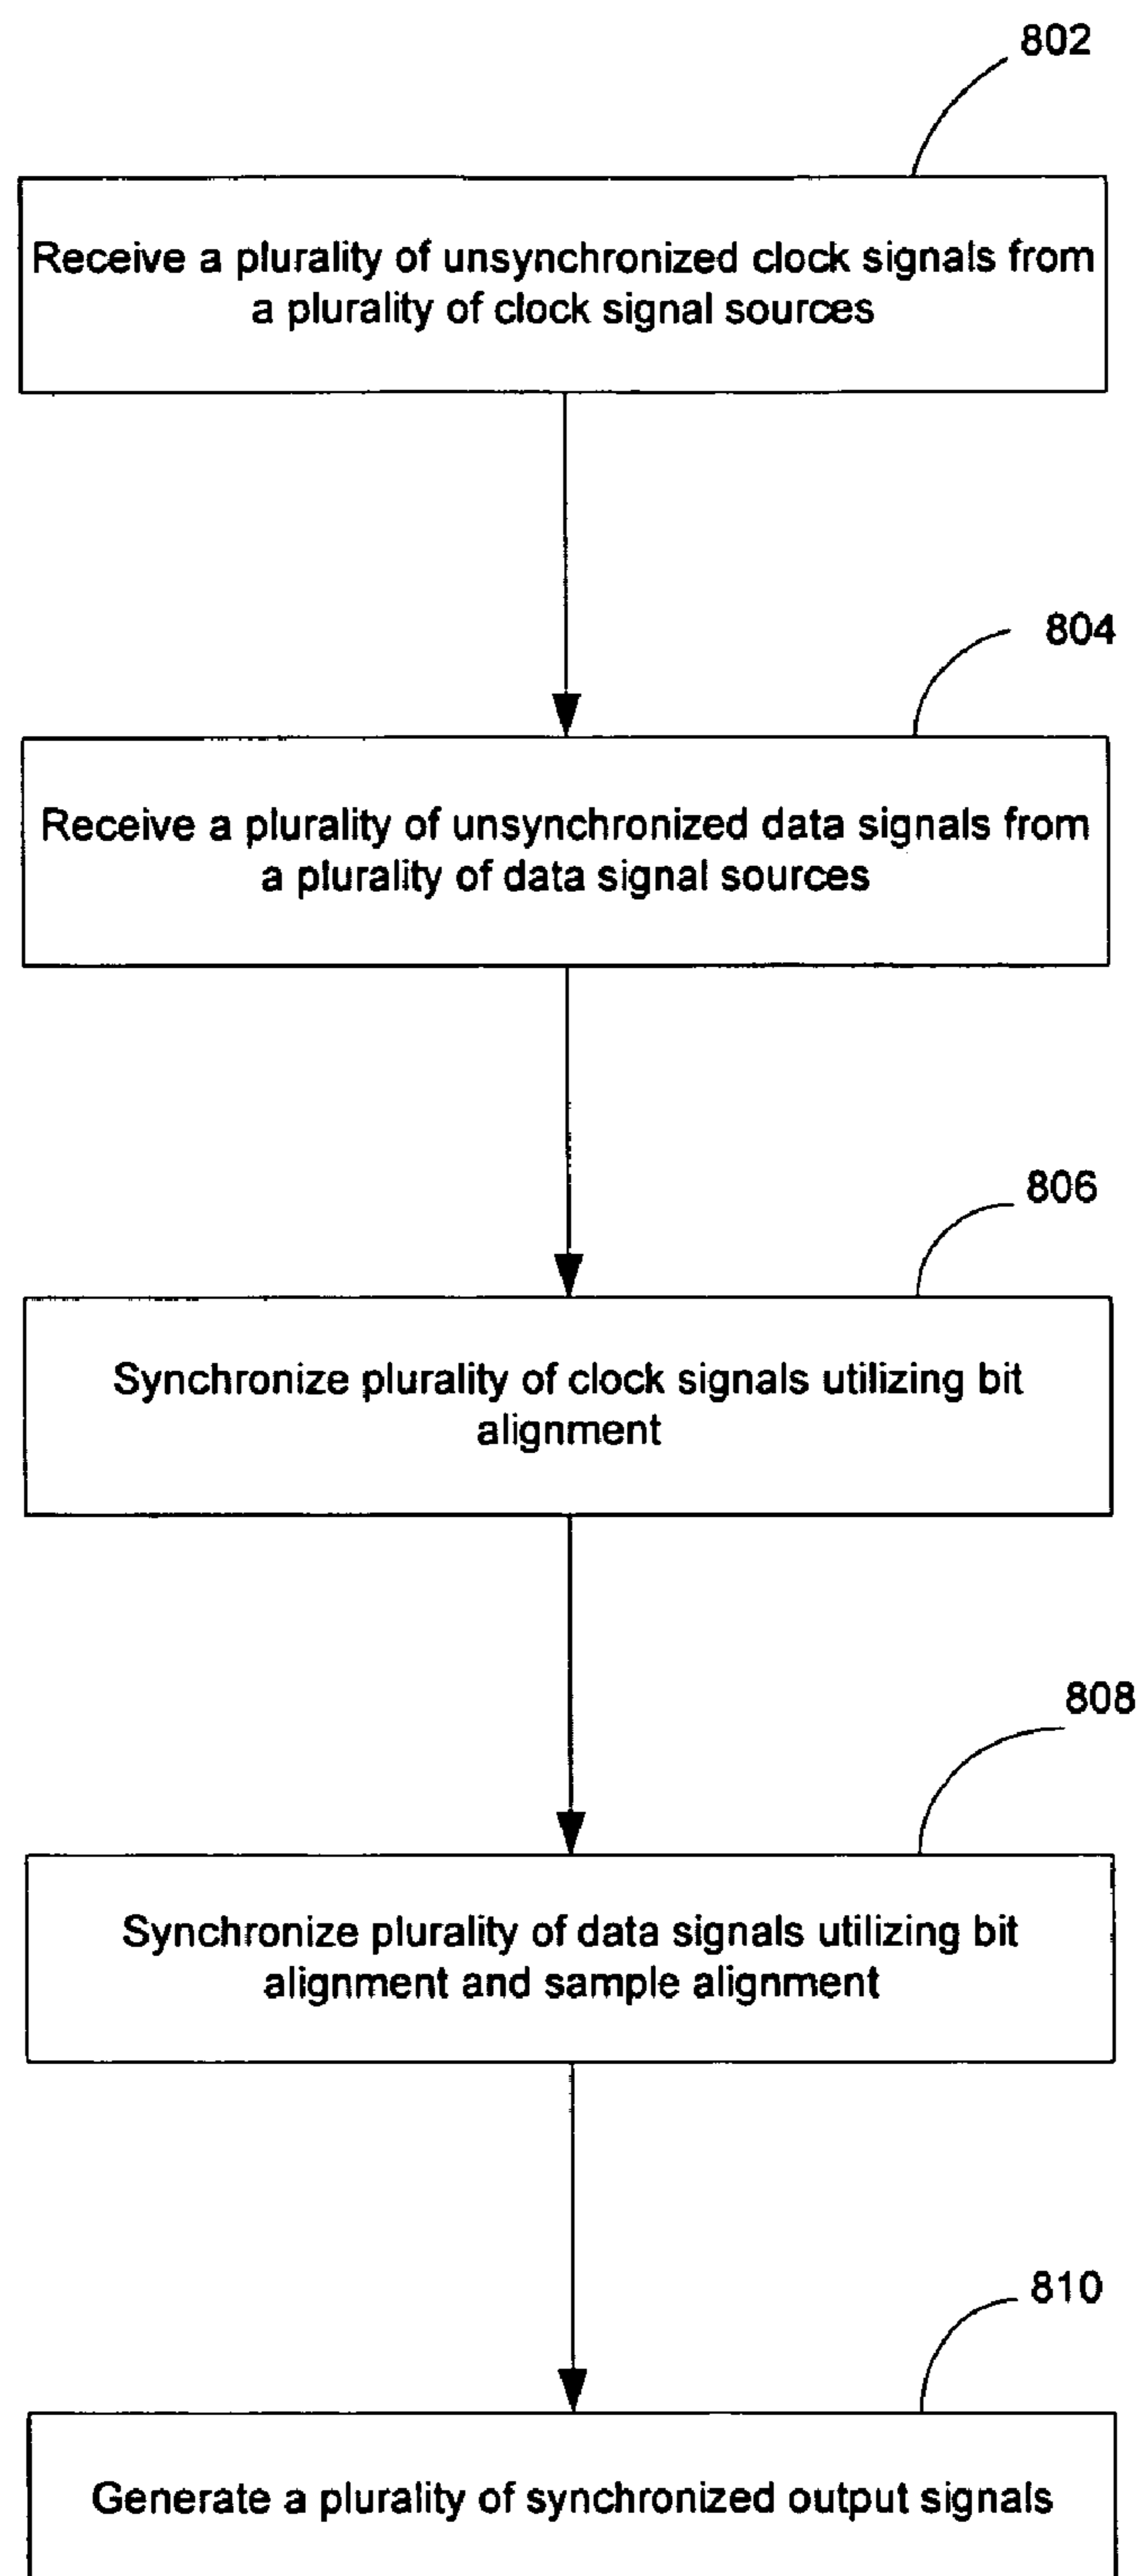 802
Receive a plurality of unsynchronized clock signals from
a plurality of clock signal sources
804
Receive a plurality of unsynchronized data signals from
a plurality of data signal sources
806
Synchronize plurality of clock signals utilizing bit
alignment
808
Synchronize plurality of data signals utilizing bit
alignment and sample alignment
810
Generate a plurality of synchronized output signals